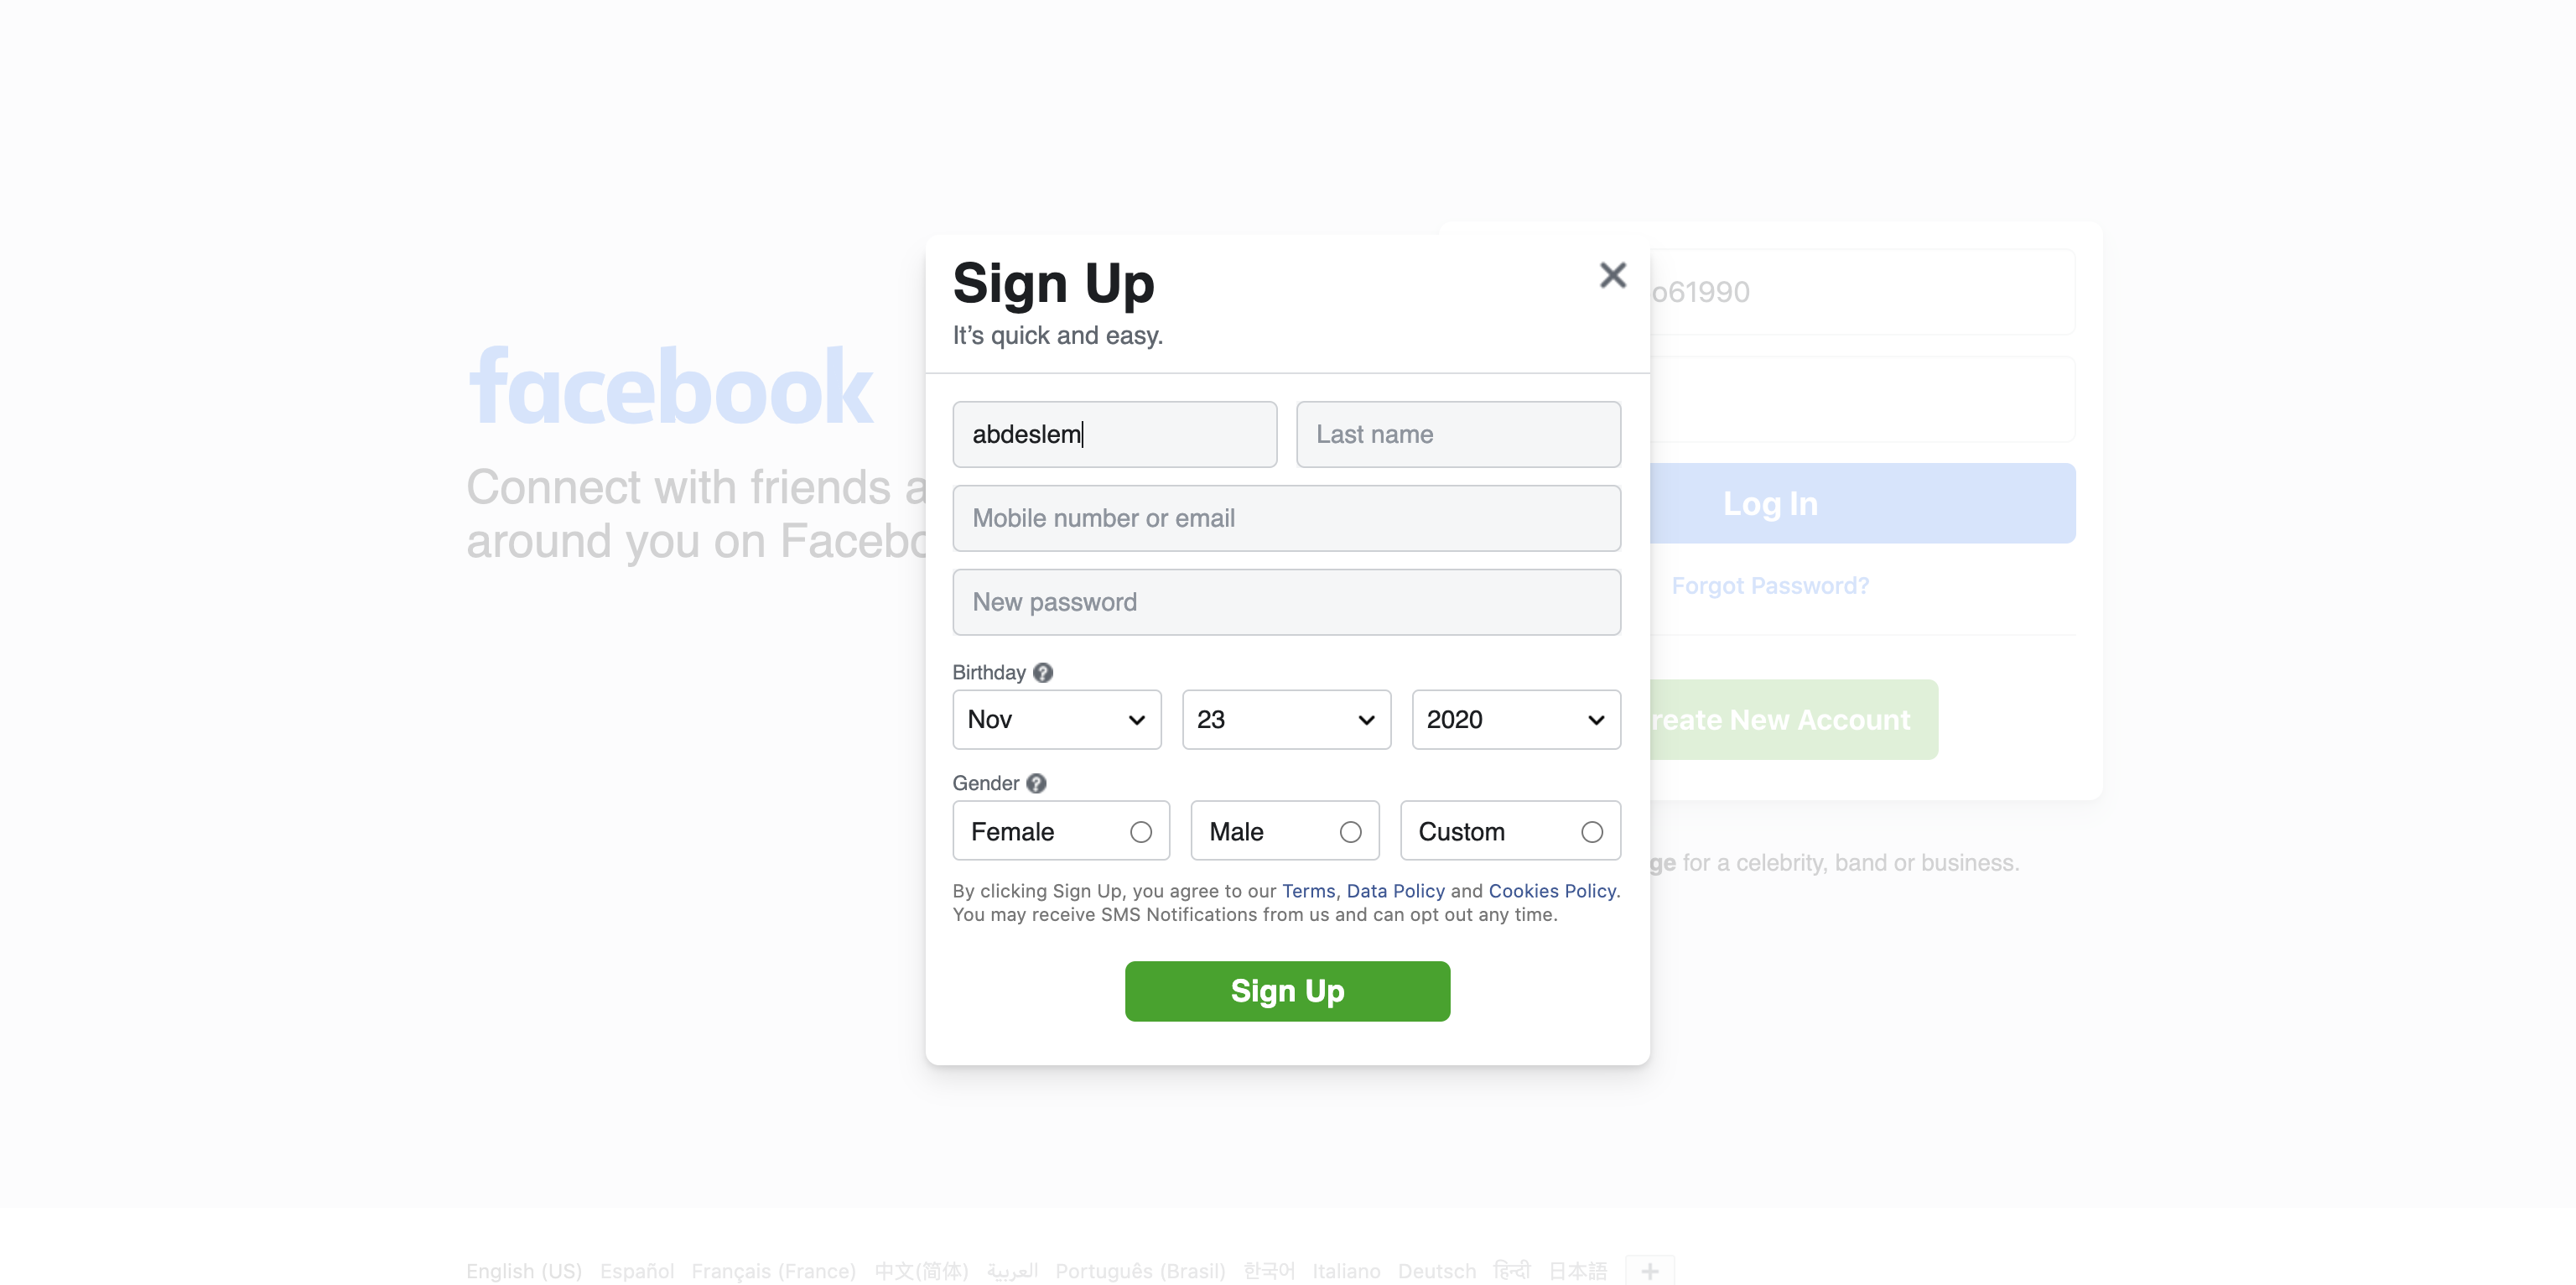 facebook
Connect with friends
around you on
Sign Up
It's quick and easy.
abdeslem
Last name
Mobile number or email
New password
Birthday
Nov
23
2020
Gender
Female
Male
Custom
By clicking Sign Up, you agree to our Terms, Data Policy and Cookies Policy.
You may receive SMS Notifications from us and can opt out any time.
Sign Up
o61990
Log In
Forgot Password?
New Account
for a celebrity, band or business.
English (US) Español Français (France) 中文(简体) العربية Português (Brasil) 한국어 Italiano Deutsch हिन्दी 日本語